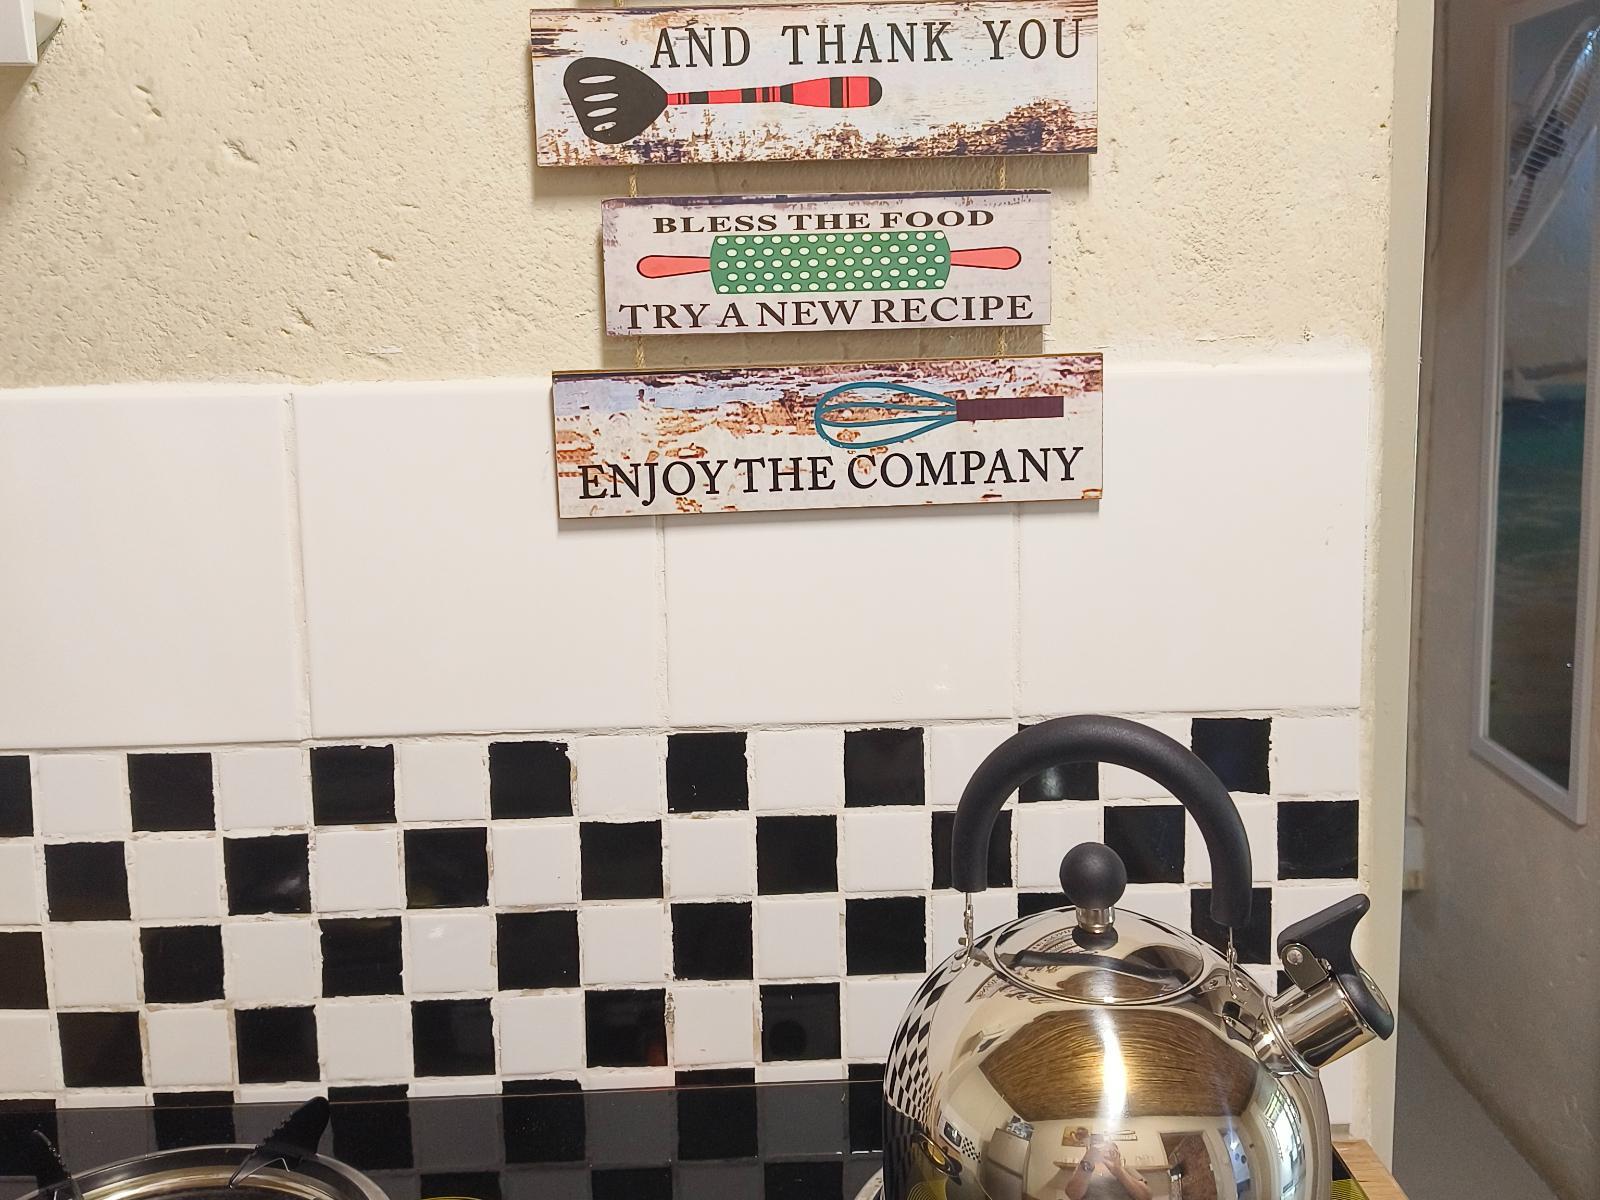 AND THANK YOU
BLESS THE FOOD
TRY A NEW RECIPE
ENJOY THE COMPANY